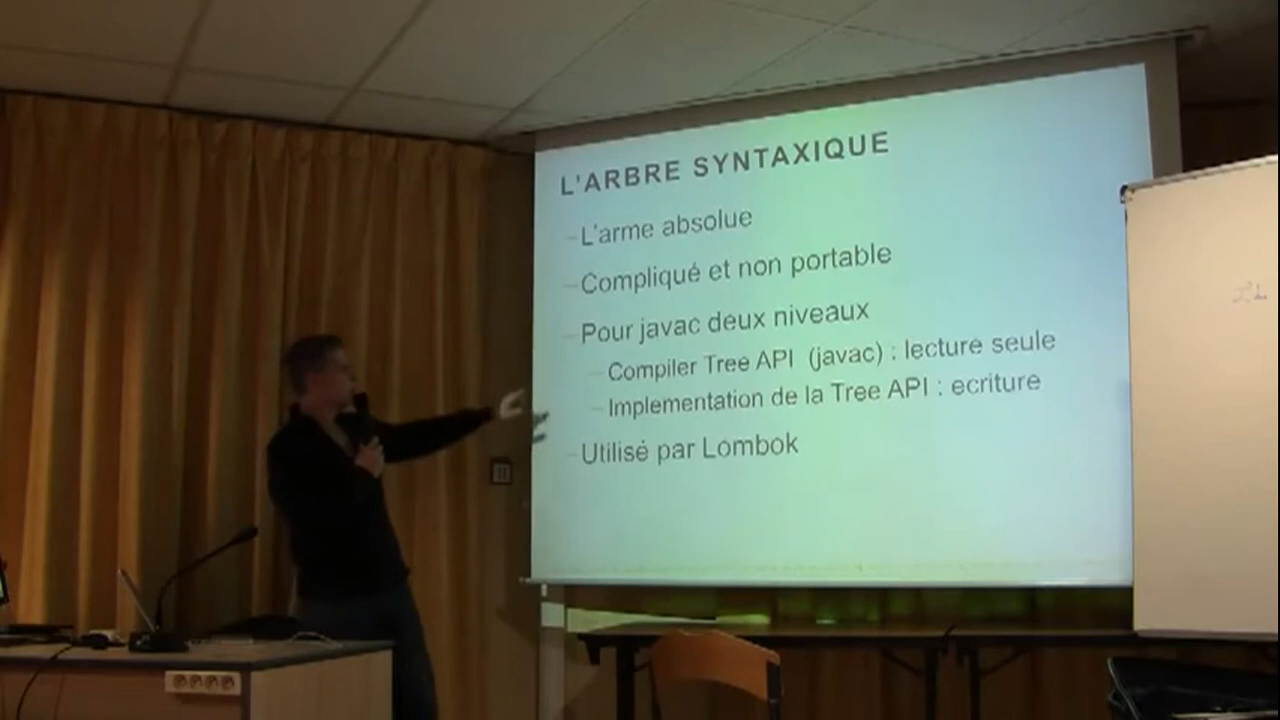 L'ARBRE SYNTAXIQUE
–L'arme absolue
–Compliqué et non portable
–Pour javac deux niveaux
–Compiler Tree API (javac) : lecture seule
–Implementation de la Tree API : ecriture
–Utilisé par Lombok